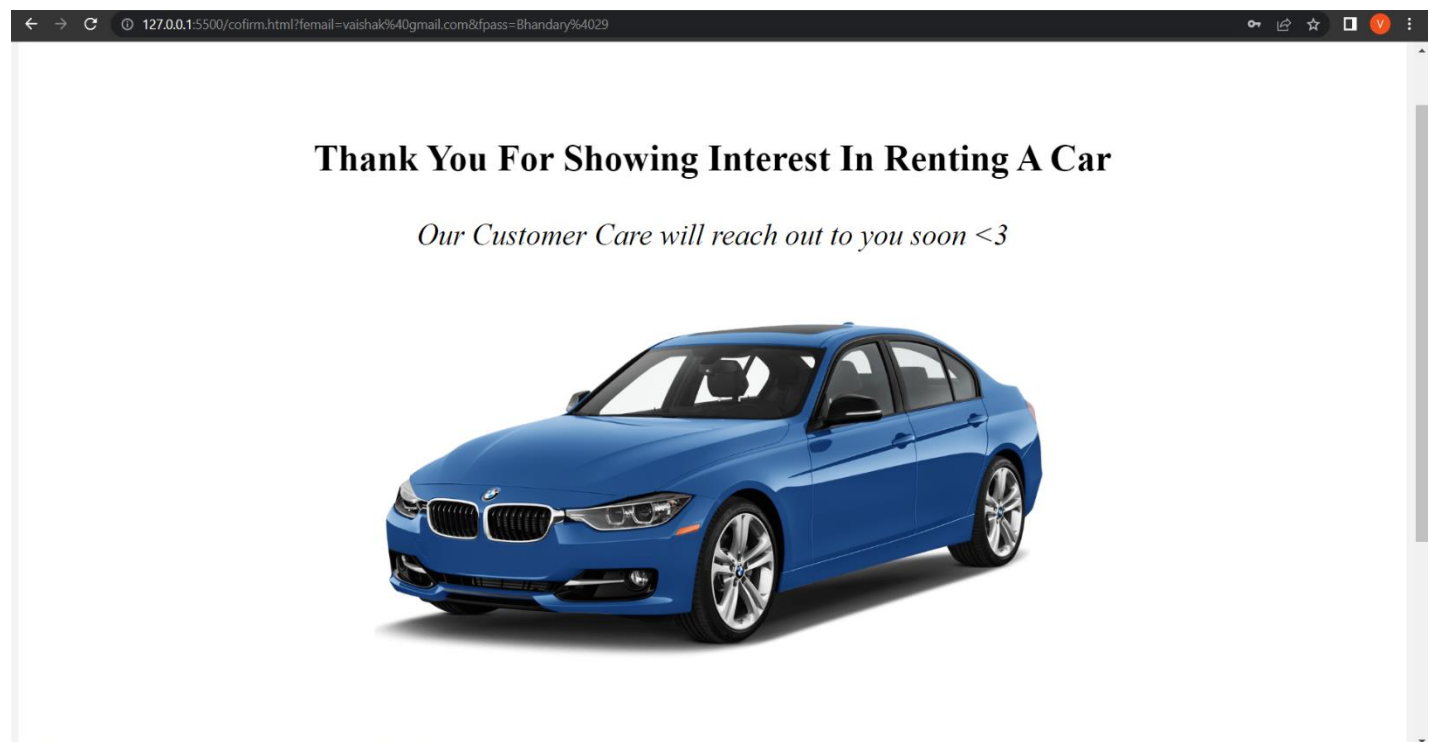 127.0.0.1:5500/cofirm.html?femail=vaishak%40gmail.com&fpass=Bhandary%4029
V
Thank You For Showing Interest In Renting A Car
Our Customer Care will reach out to you soon <3